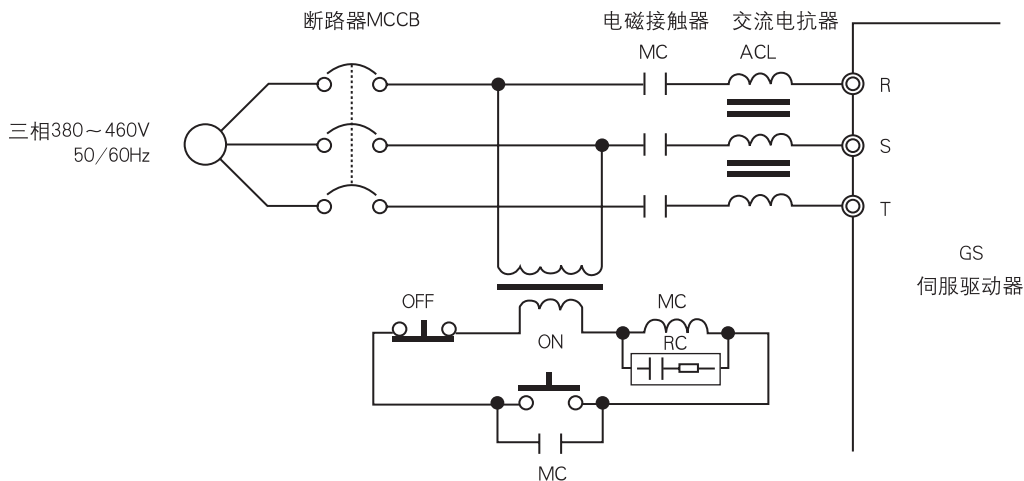 断路器MCCB
电磁接触器
MC
交流电抗器
ACL
三相380～460V
50/60Hz
R
S
T
GS
伺服驱动器
OFF
ON
MC
RC
MC